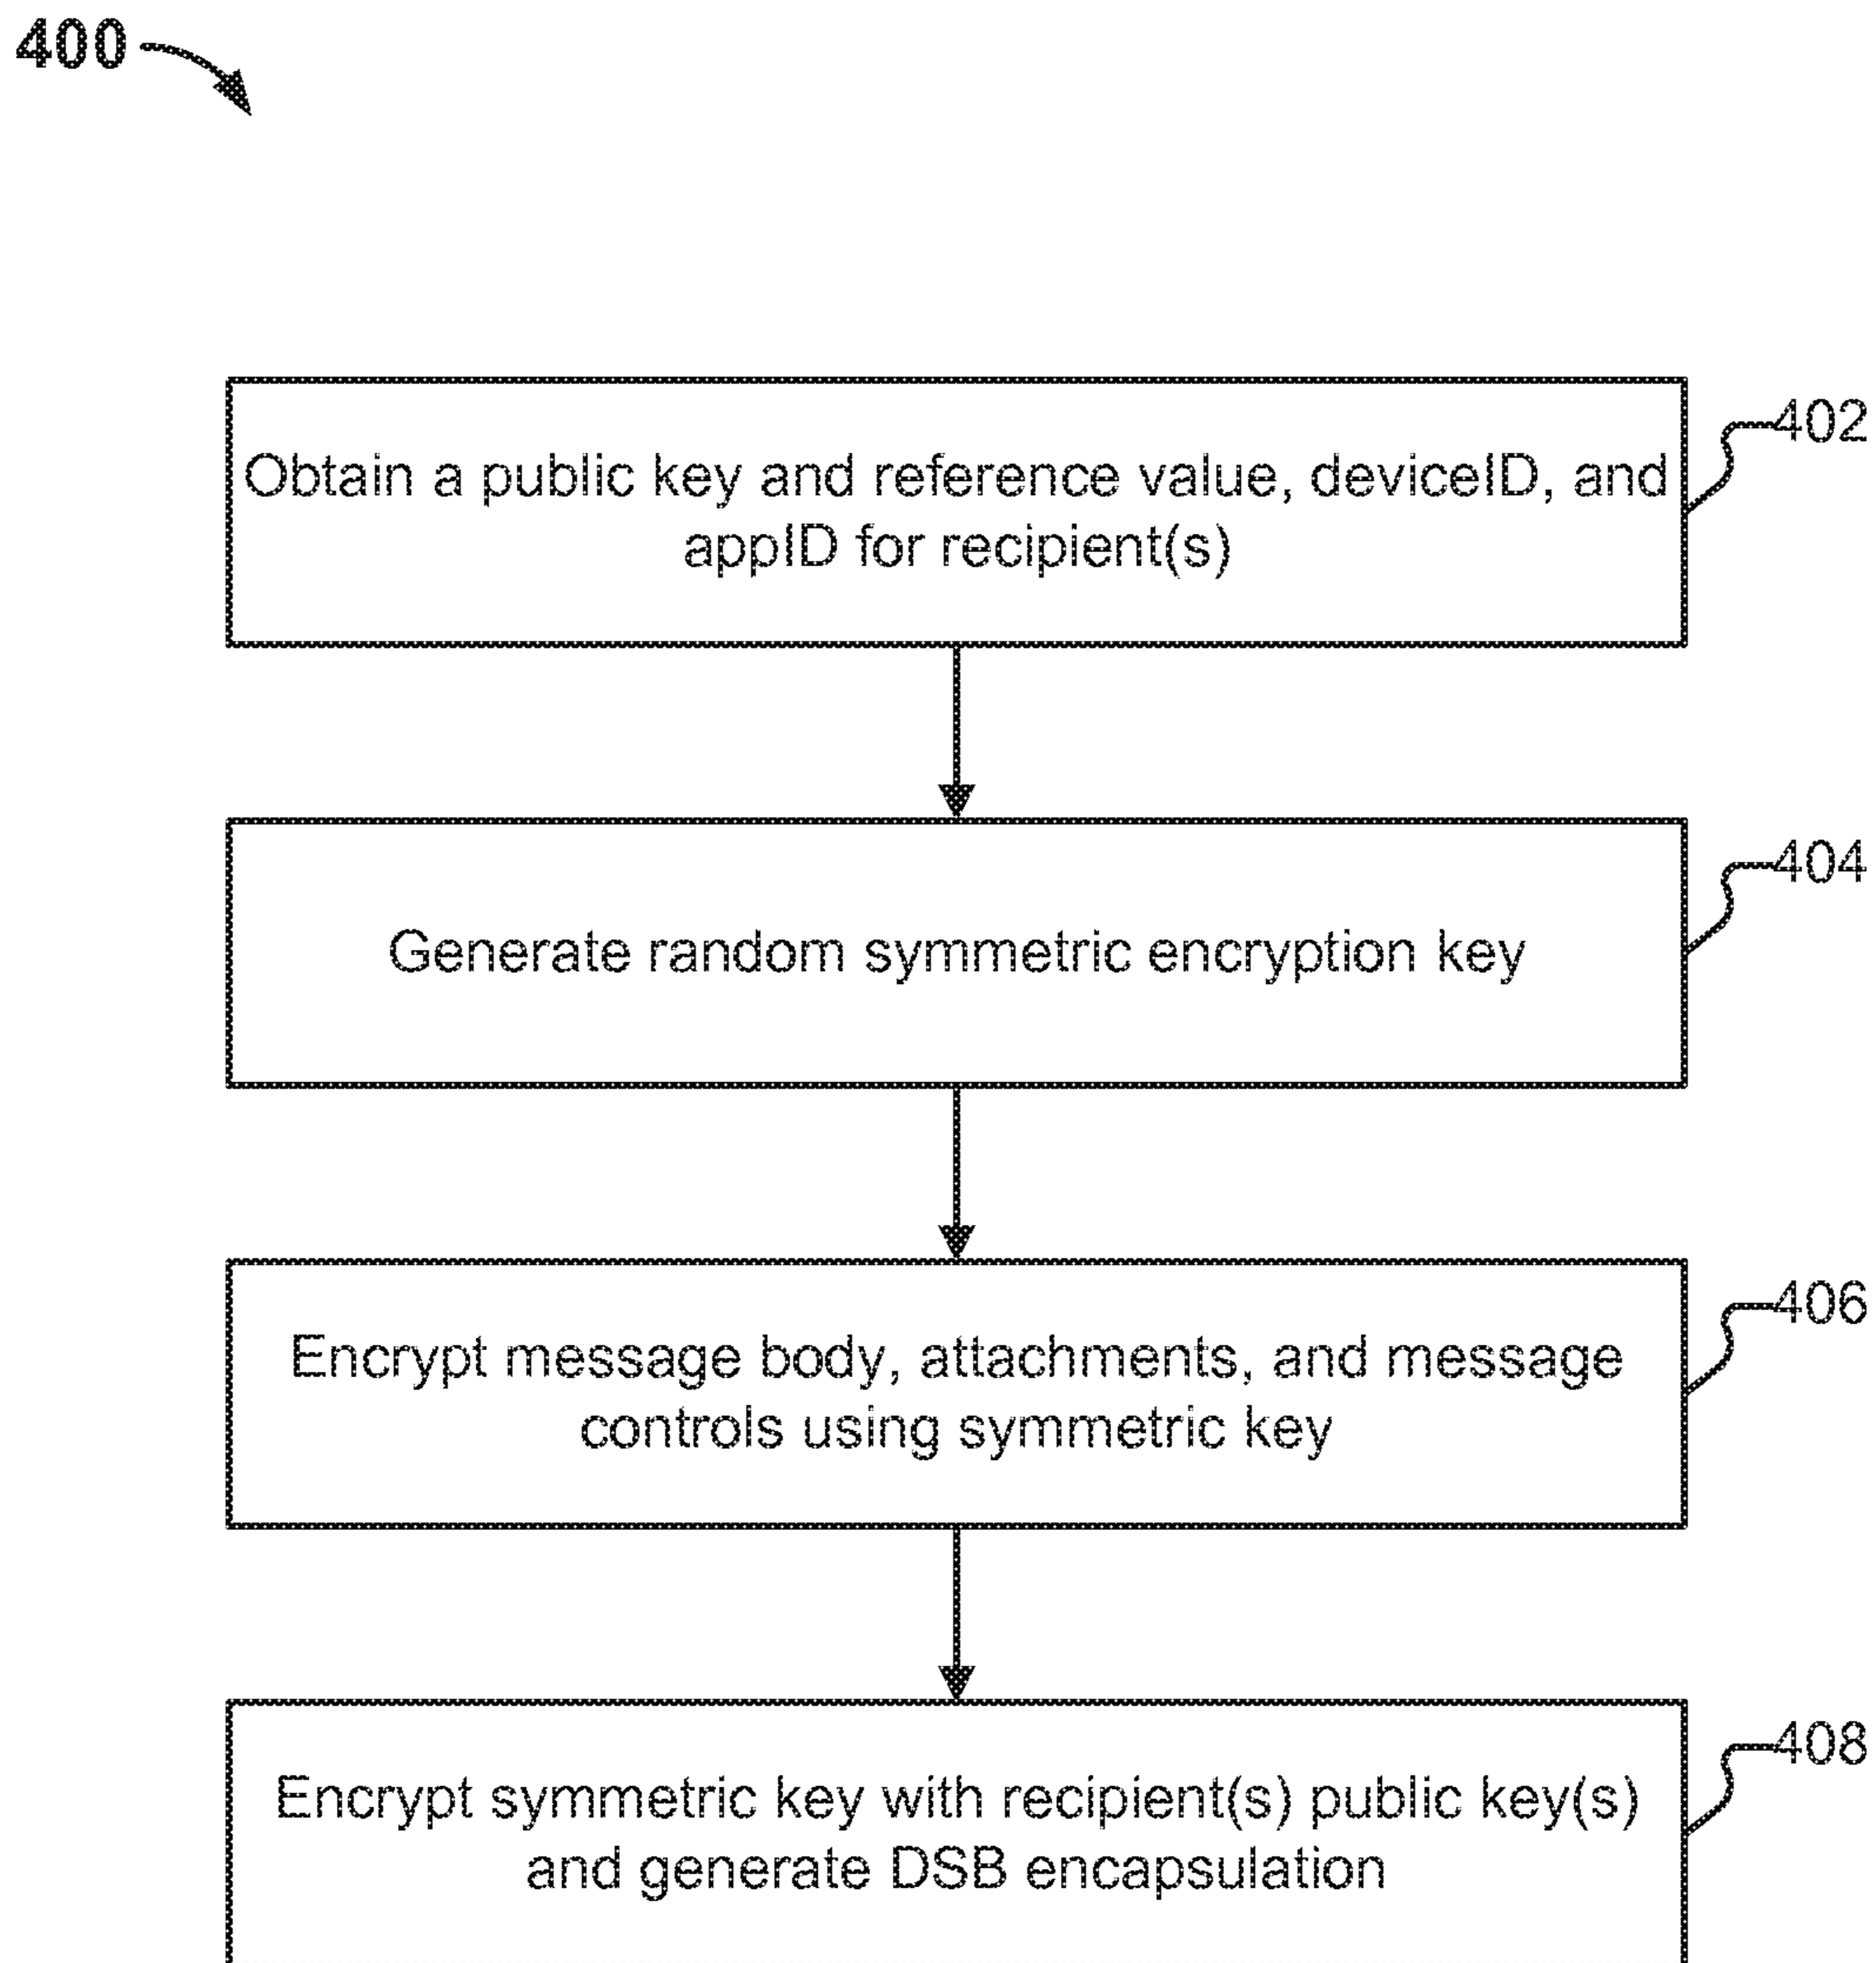 400
Obtain a public key and reference value, deviceID, and
appID for recipient(s)
402
Generate random symmetric encryption key
404
Encrypt message body, attachments, and message
controls using symmetric key
406
Encrypt symmetric key with recipient(s) public key(s)
and generate DSB encapsulation
408